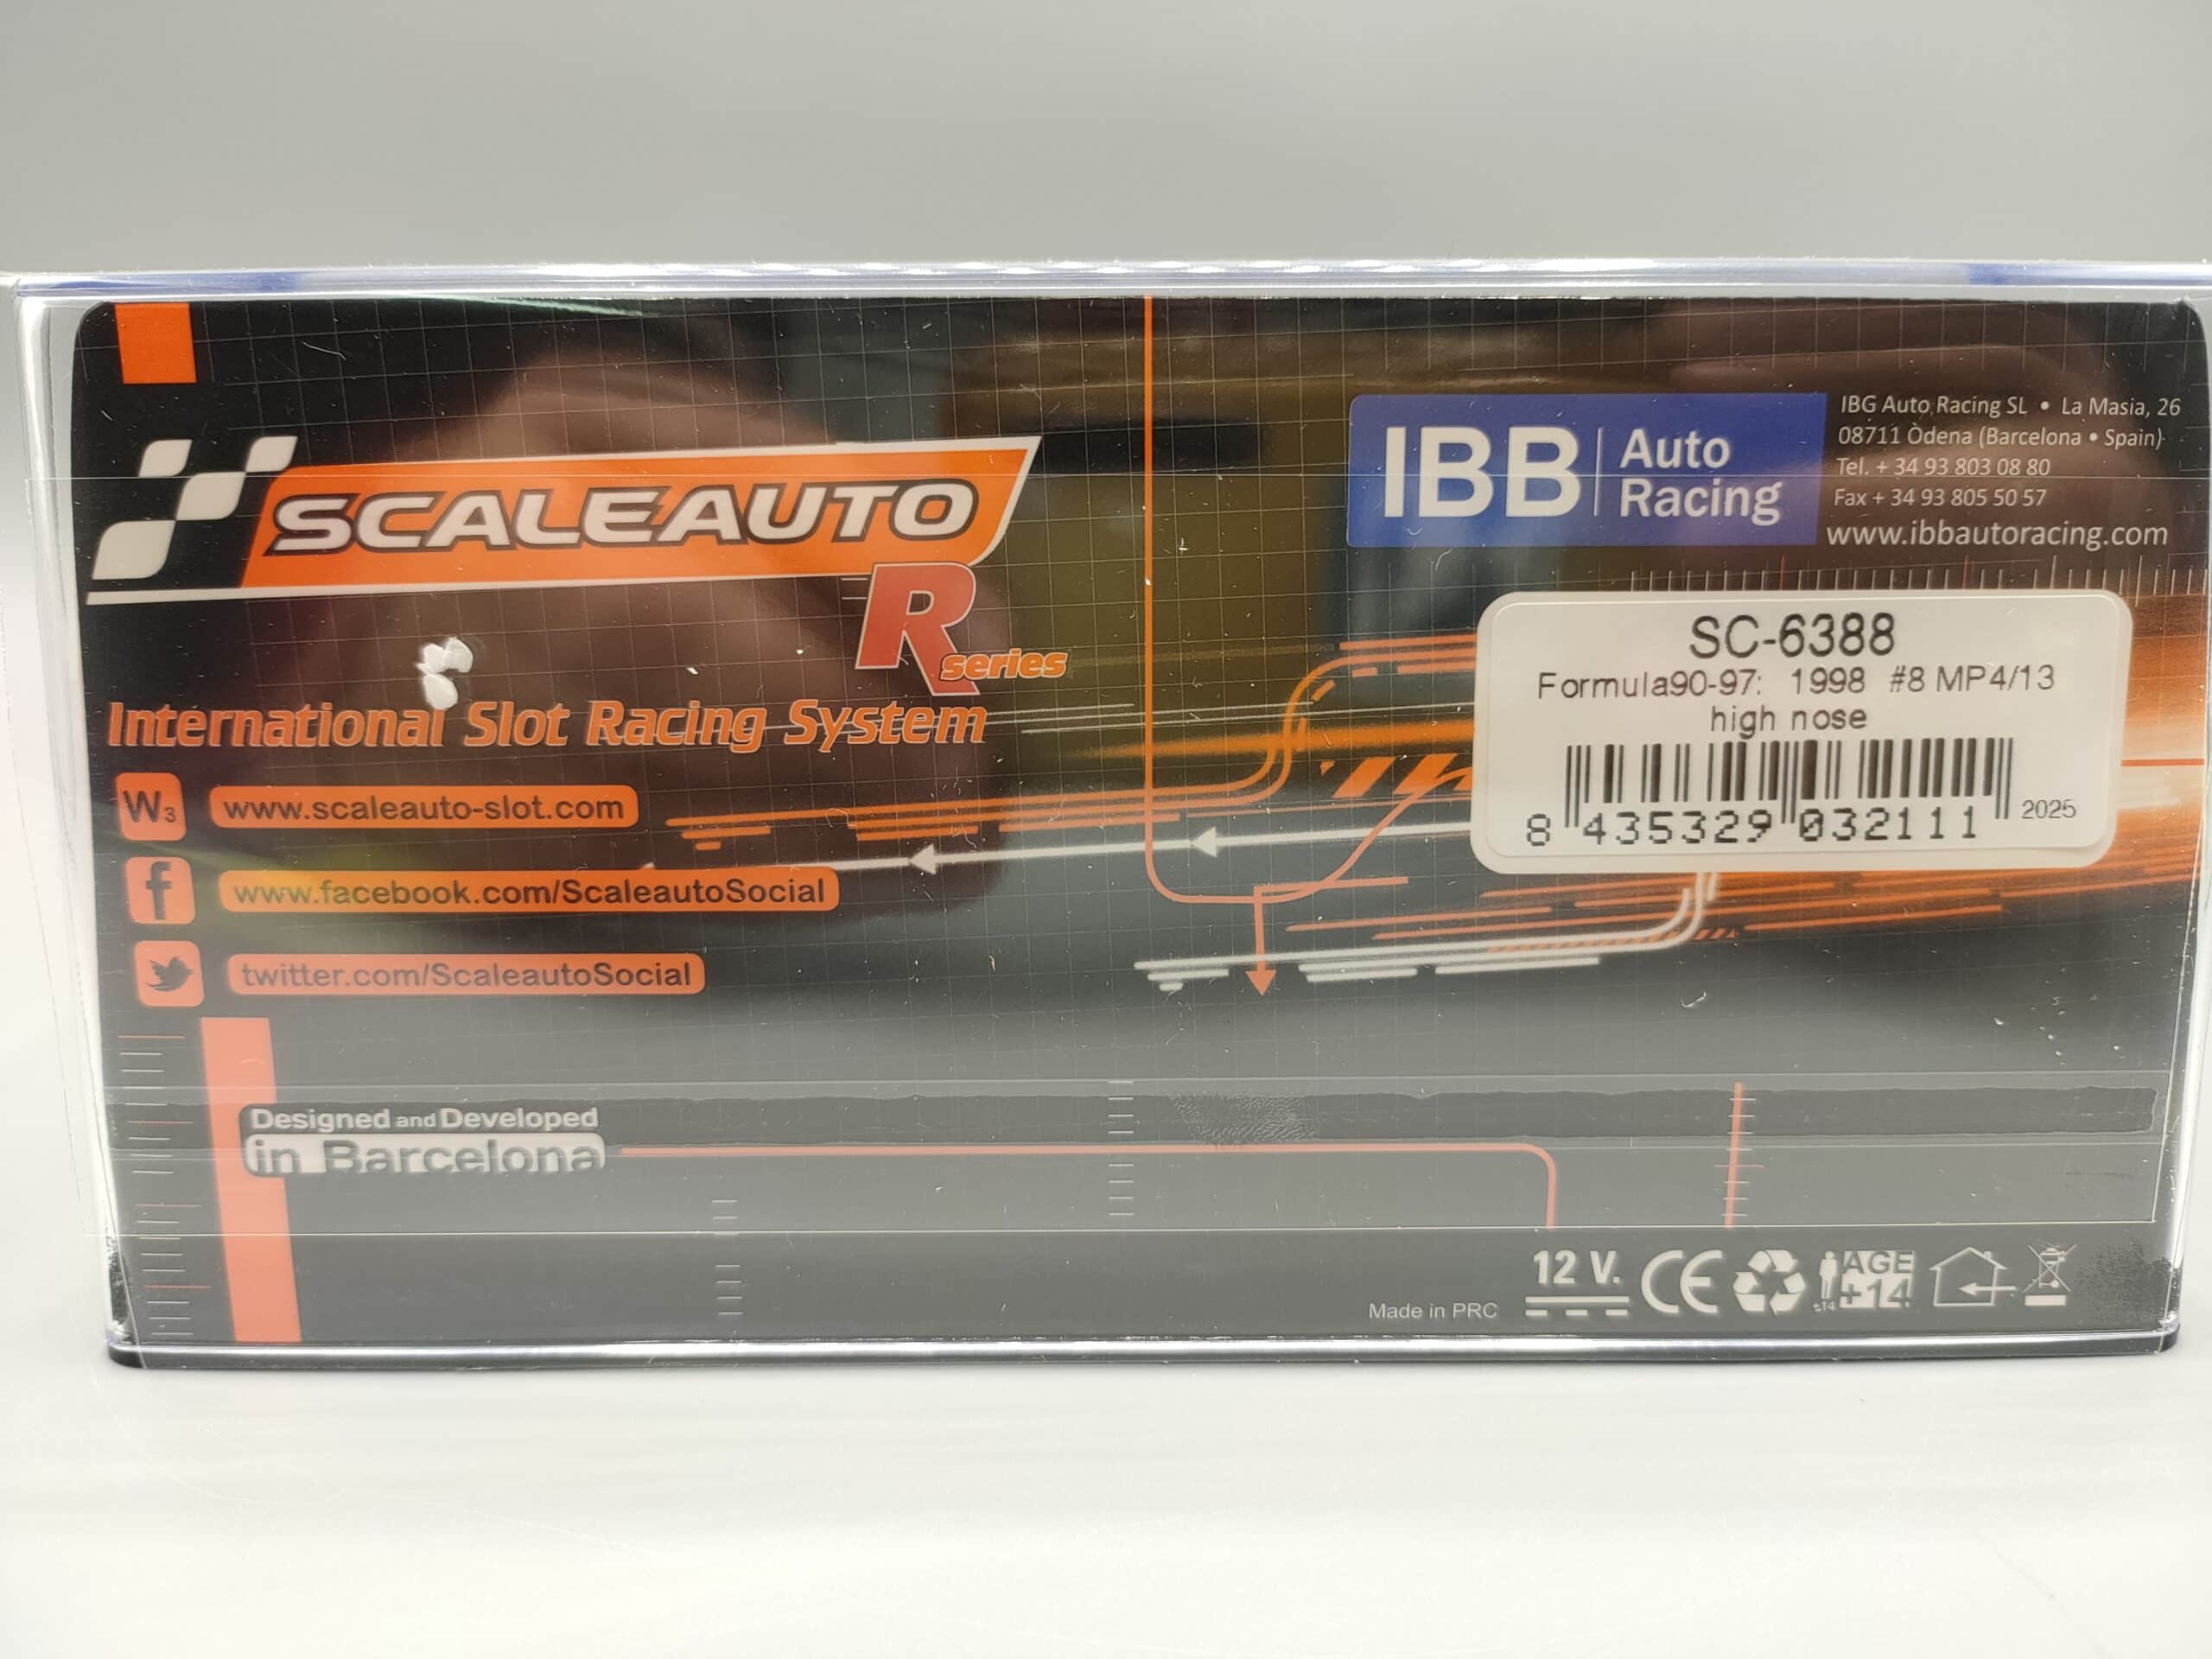 SCALEAUTO
R series
International Slot Racing System
W3 www.scaleauto-slot.com
f www.facebook.com/ScaleautoSocial
twitter.com/ScaleautoSocial
Designed and Developed
in Barcelona
IBB Auto Racing
IBG Auto Racing SL • La Masia, 26
08711 Òdena (Barcelona • Spain)
Tel. + 34 93 803 08 80
Fax + 34 93 805 50 57
www.ibbautoracing.com
SC-6388
Formula90-97: 1998 #8 MP4/13
high nose
8 435329 032111 2025
Made in PRC 12 V. CE ±14 AGE +14